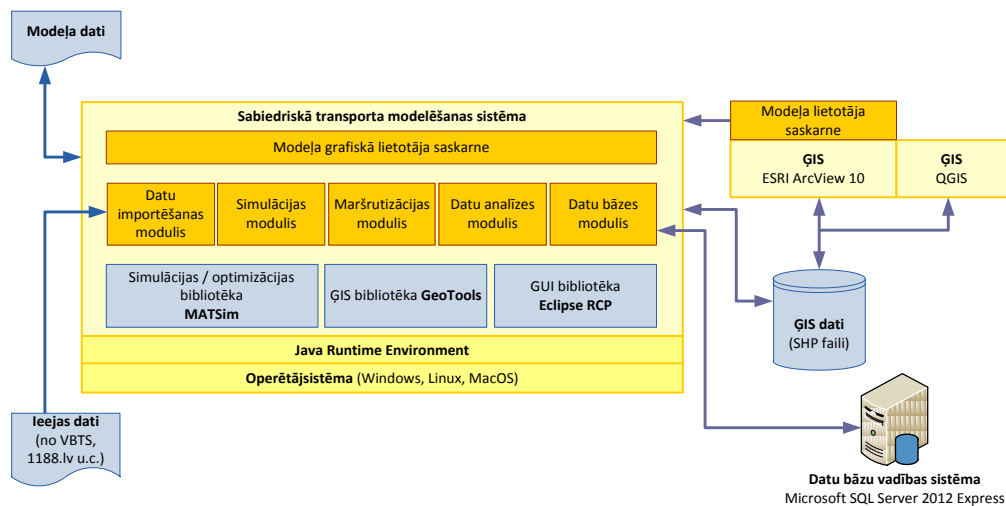 Modeļa dati
Sabiedriskā transporta modelēšanas sistēma
Modeļa grafiskā lietotāja saskarne
Datu
importēšanas
modulis
Simulācijas
modulis
Maršrutizācijas
modulis
Datu analīzes
modulis
Datu bāzes
modulis
Simulācijas / optimizācijas
bibliotēka
MATSim
ĢIS bibliotēka GeoTools
GUI bibliotēka
Eclipse RCP
Java Runtime Environment
Operētājsistēma (Windows, Linux, MacOS)
Modeļa lietotāja
saskarne
ĢIS
ESRI ArcView 10
ĢIS
QGIS
ĢIS dati
(SHP faili)
Ieejas dati
(no VBTS,
1188.lv u.c.)
Datu bāzu vadības sistēma
Microsoft SQL Server 2012 Express